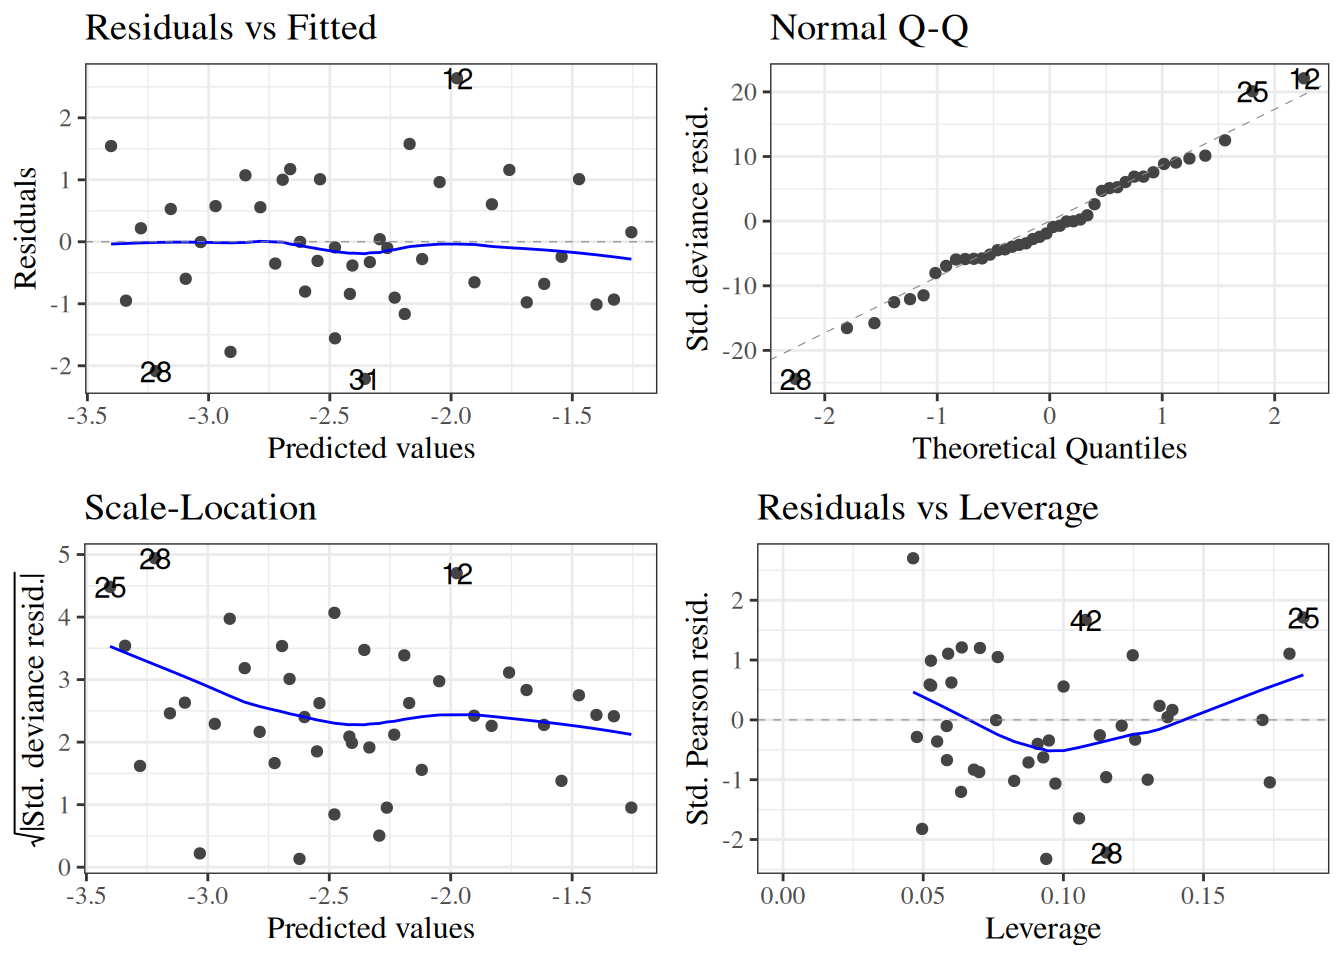 Residuals vs Fitted
Residuals
2
1
0
-1
-2
12
28
31
-3.5 -3.0 -2.5 -2.0 -1.5
Predicted values
Normal Q-Q
Std. deviance resid.
20
10
0
-10
-20
25 12
28
-2 -1 0 1 2
Theoretical Quantiles
Scale-Location
√|Std. deviance resid.|
5
4
3
2
1
0
28
25
12
-3.5 -3.0 -2.5 -2.0 -1.5
Predicted values
Residuals vs Leverage
Std. Pearson resid.
2
1
0
-1
-2
42
25
28
0.00 0.05 0.10 0.15
Leverage